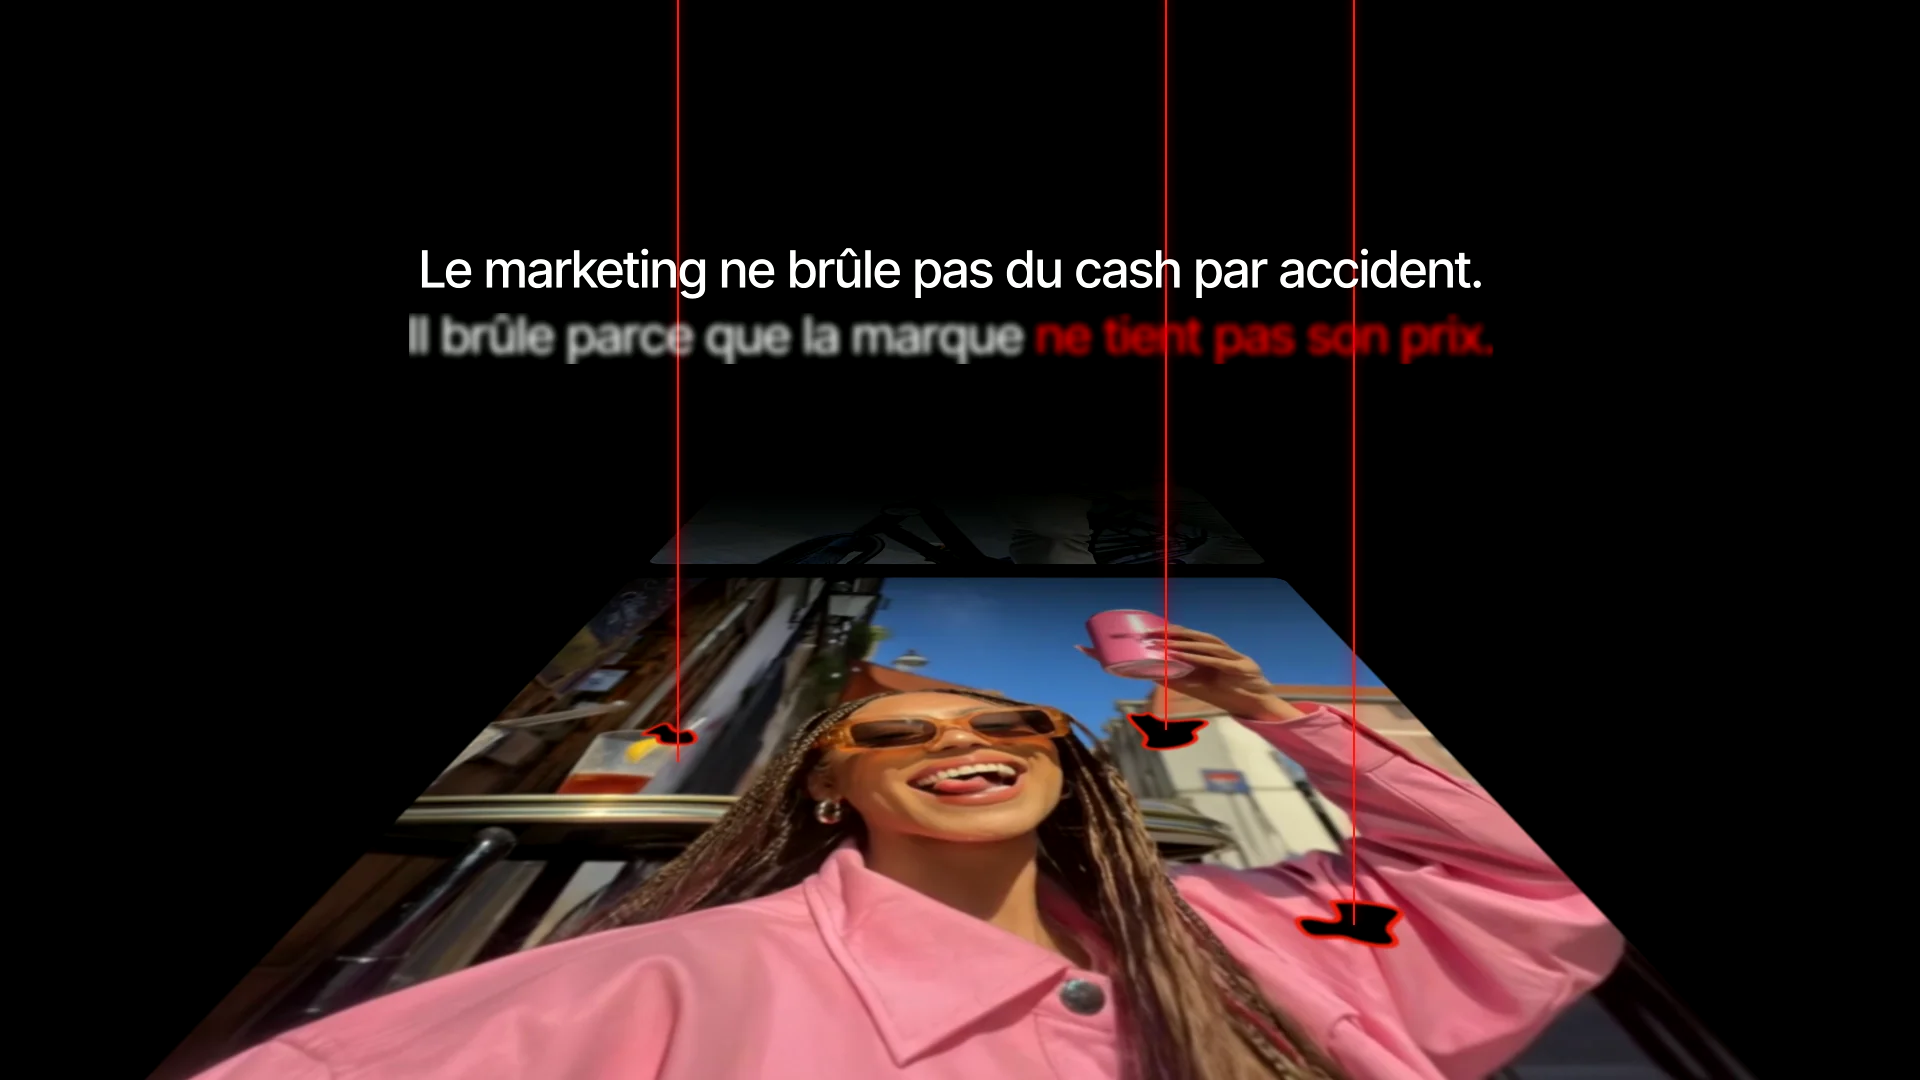 Le marketing ne brûle pas du cash par accident.
Il brûle parce que la marque ne tient pas son prix.